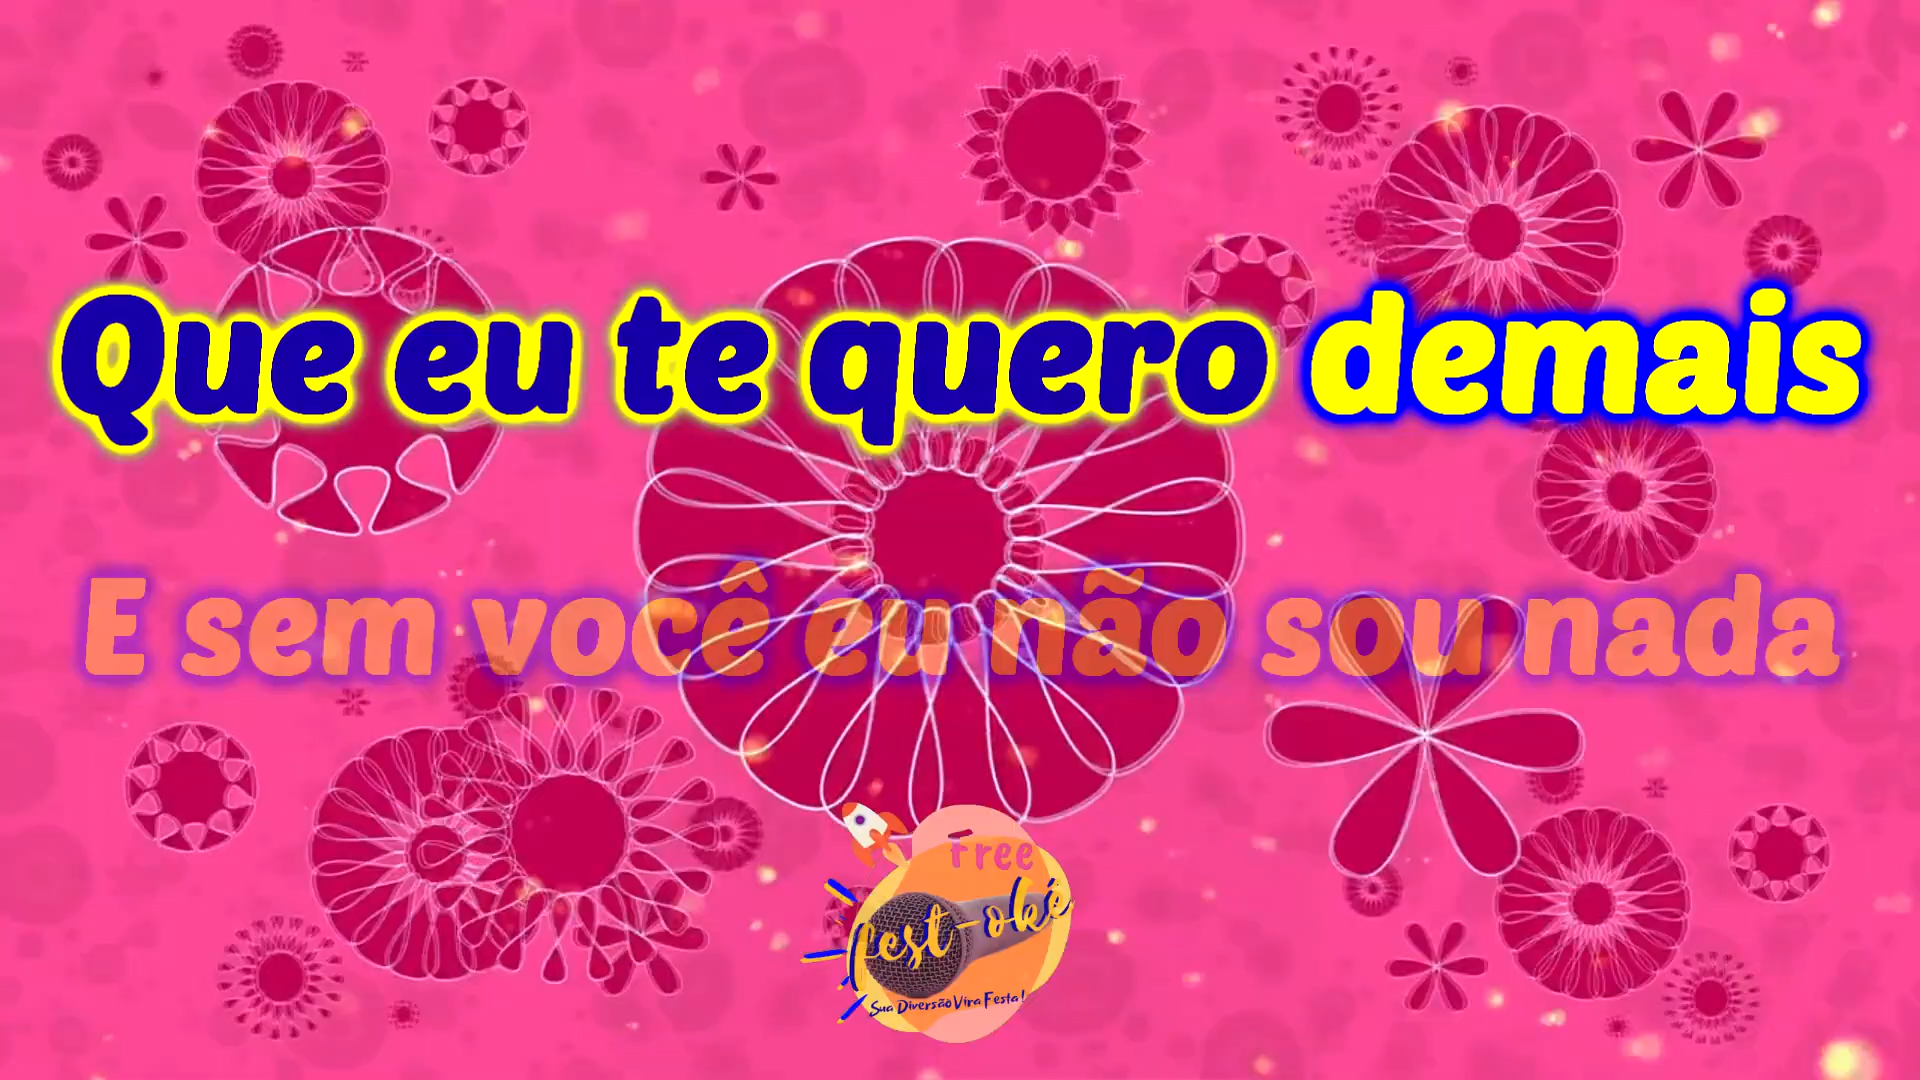 Que eu te quero demais
E sem você eu não sou nada
Free
Fest-oké
Sua Diversão Vira Festa!